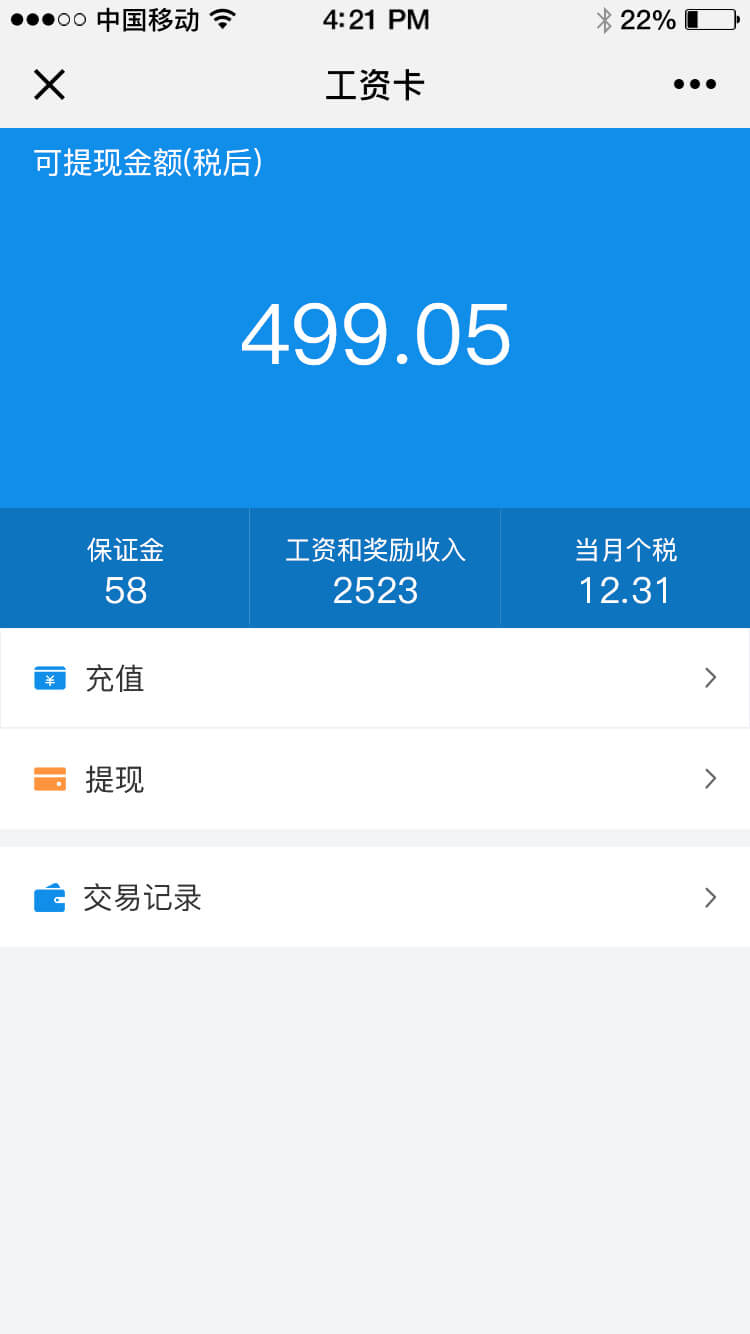 中国移动 4:21 PM 22%
工资卡
可提现金额(税后)
499.05
保证金 工资和奖励收入 当月个税
58 2523 12.31
¥ 充值
提现
交易记录